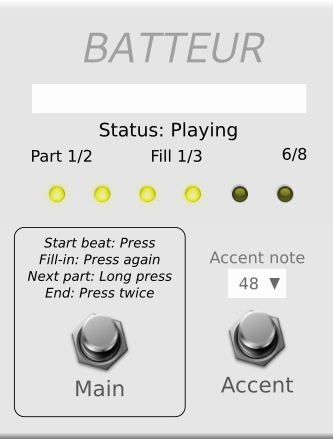 BATTEUR
Status: Playing
Part 1/2 Fill 1/3 6/8
Start beat: Press
Fill-in: Press again
Next part: Long press
End: Press twice
Main
Accent note
48 ▼
Accent